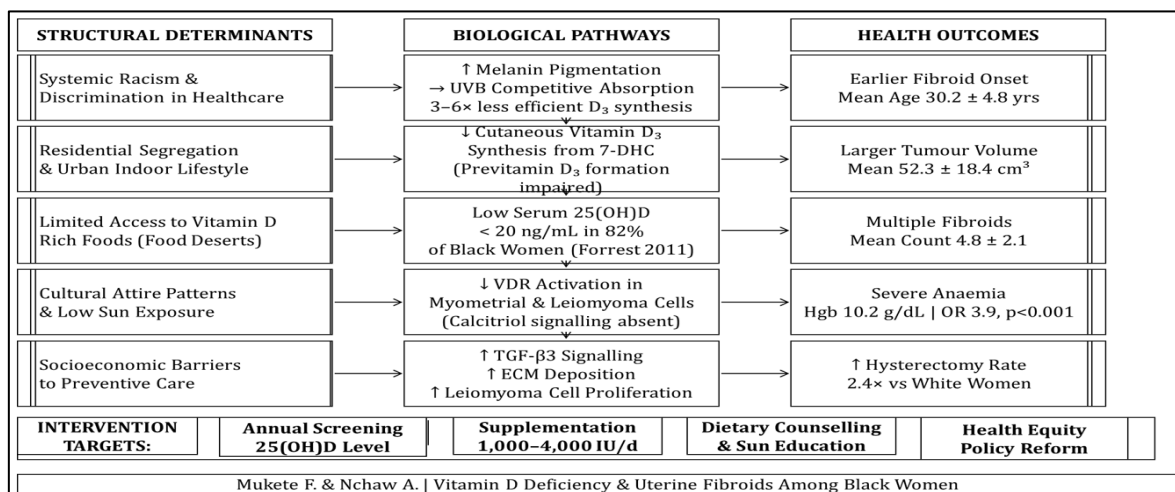 STRUCTURAL DETERMINANTS
BIOLOGICAL PATHWAYS
HEALTH OUTCOMES
Systemic Racism &
Discrimination in Healthcare
↑ Melanin Pigmentation
→ UVB Competitive Absorption
3–6× less efficient D₃ synthesis
Earlier Fibroid Onset
Mean Age 30.2 ± 4.8 yrs
Residential Segregation
& Urban Indoor Lifestyle
↓ Cutaneous Vitamin D₃
Synthesis from 7-DHC
(Previtamin D₃ formation
impaired)
Larger Tumour Volume
Mean 52.3 ± 18.4 cm³
Limited Access to Vitamin D
Rich Foods (Food Deserts)
Low Serum 25(OH)D
< 20 ng/mL in 82%
of Black Women (Forrest 2011)
Multiple Fibroids
Mean Count 4.8 ± 2.1
Cultural Attire Patterns
& Low Sun Exposure
↓ VDR Activation in
Myometrial & Leiomyoma Cells
(Calcitriol signalling absent)
Severe Anaemia
Hgb 10.2 g/dL | OR 3.9, p<0.001
Socioeconomic Barriers
to Preventive Care
↑ TGF-β3 Signalling
↑ ECM Deposition
↑ Leiomyoma Cell Proliferation
↑ Hysterectomy Rate
2.4× vs White Women
INTERVENTION
TARGETS:
Annual Screening
25(OH)D Level
Supplementation
1,000–4,000 IU/d
Dietary Counselling
& Sun Education
Health Equity
Policy Reform
Mukete F. & Nchaw A. | Vitamin D Deficiency & Uterine Fibroids Among Black Women